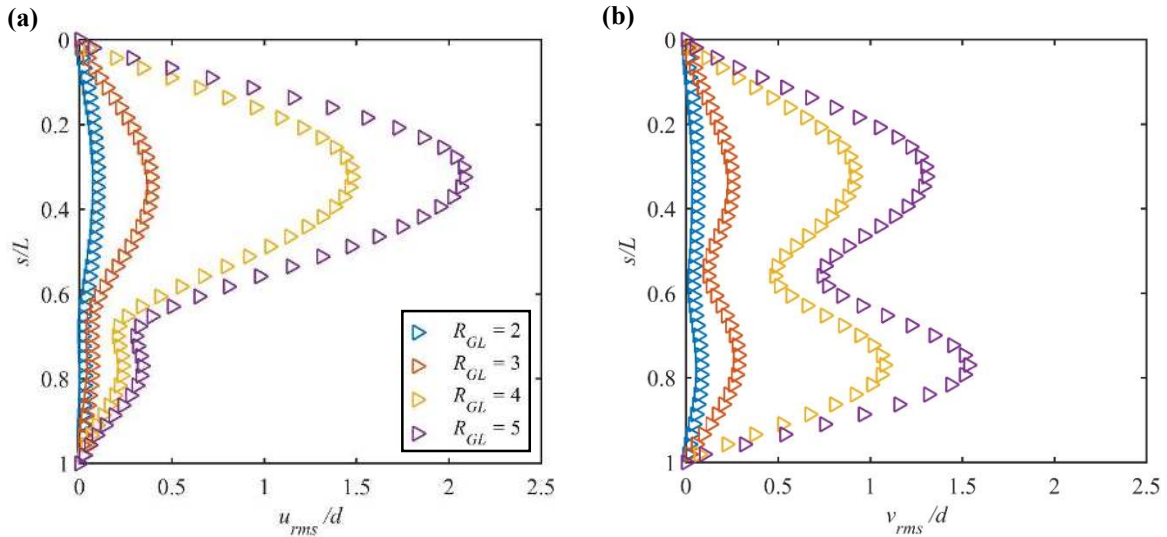 (a)
0
0.2
0.4
0.6
0.8
1
s/L
0 0.5 1 1.5 2 2.5
u_rms /d
R_GL = 2
R_GL = 3
R_GL = 4
R_GL = 5
(b)
0
0.2
0.4
0.6
0.8
1
s/L
0 0.5 1 1.5 2 2.5
v_rms /d